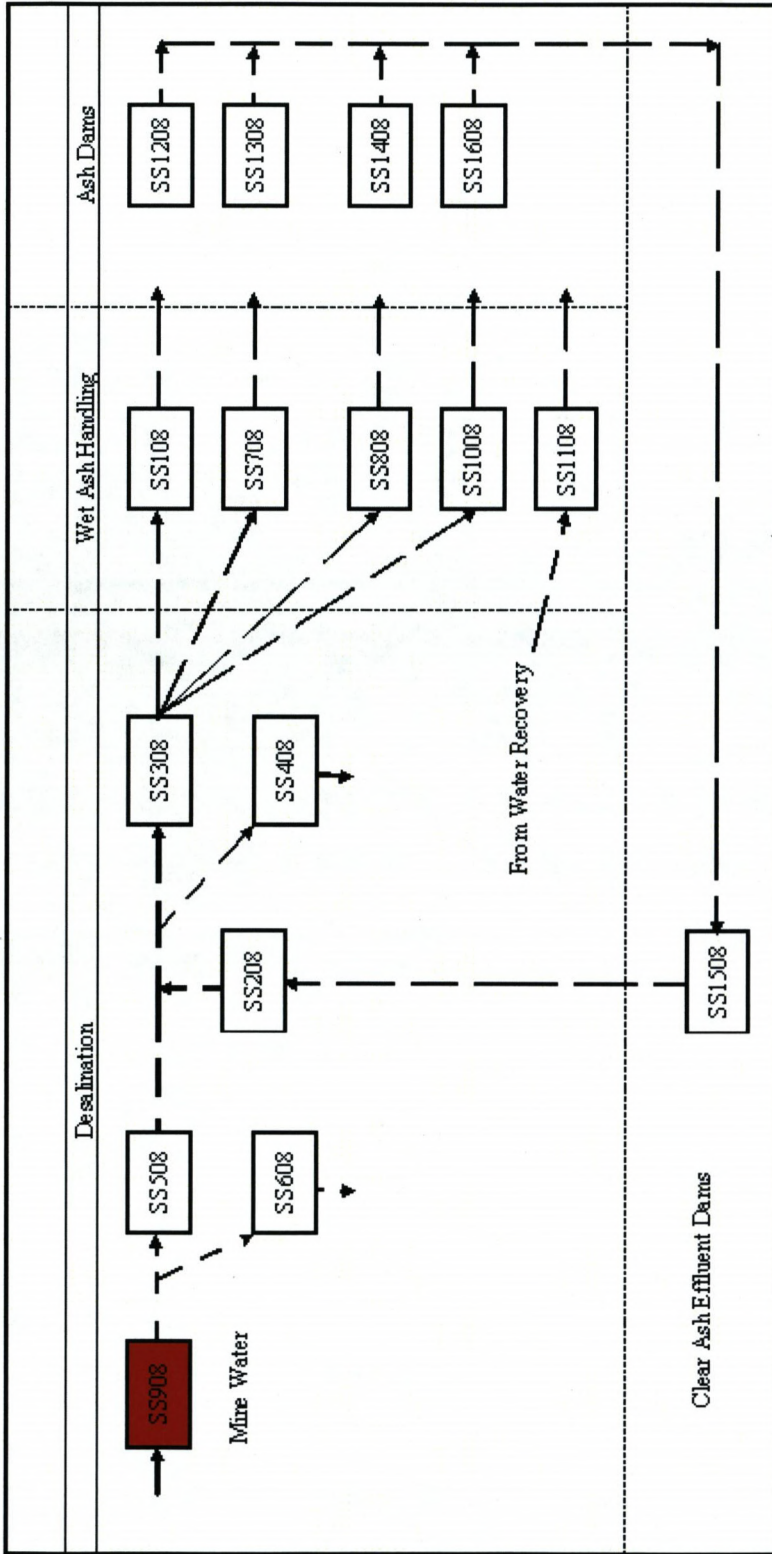 Desalination
Wet Ash Handling
Ash Dams
SS908
SS508
SS308
SS108
SS1208
Mine Water
SS608
SS208
SS408
SS708
SS1308
SS808
SS1408
SS1008
SS1608
From Water Recovery
SS1108
Clear Ash Effluent Dams
SS1508